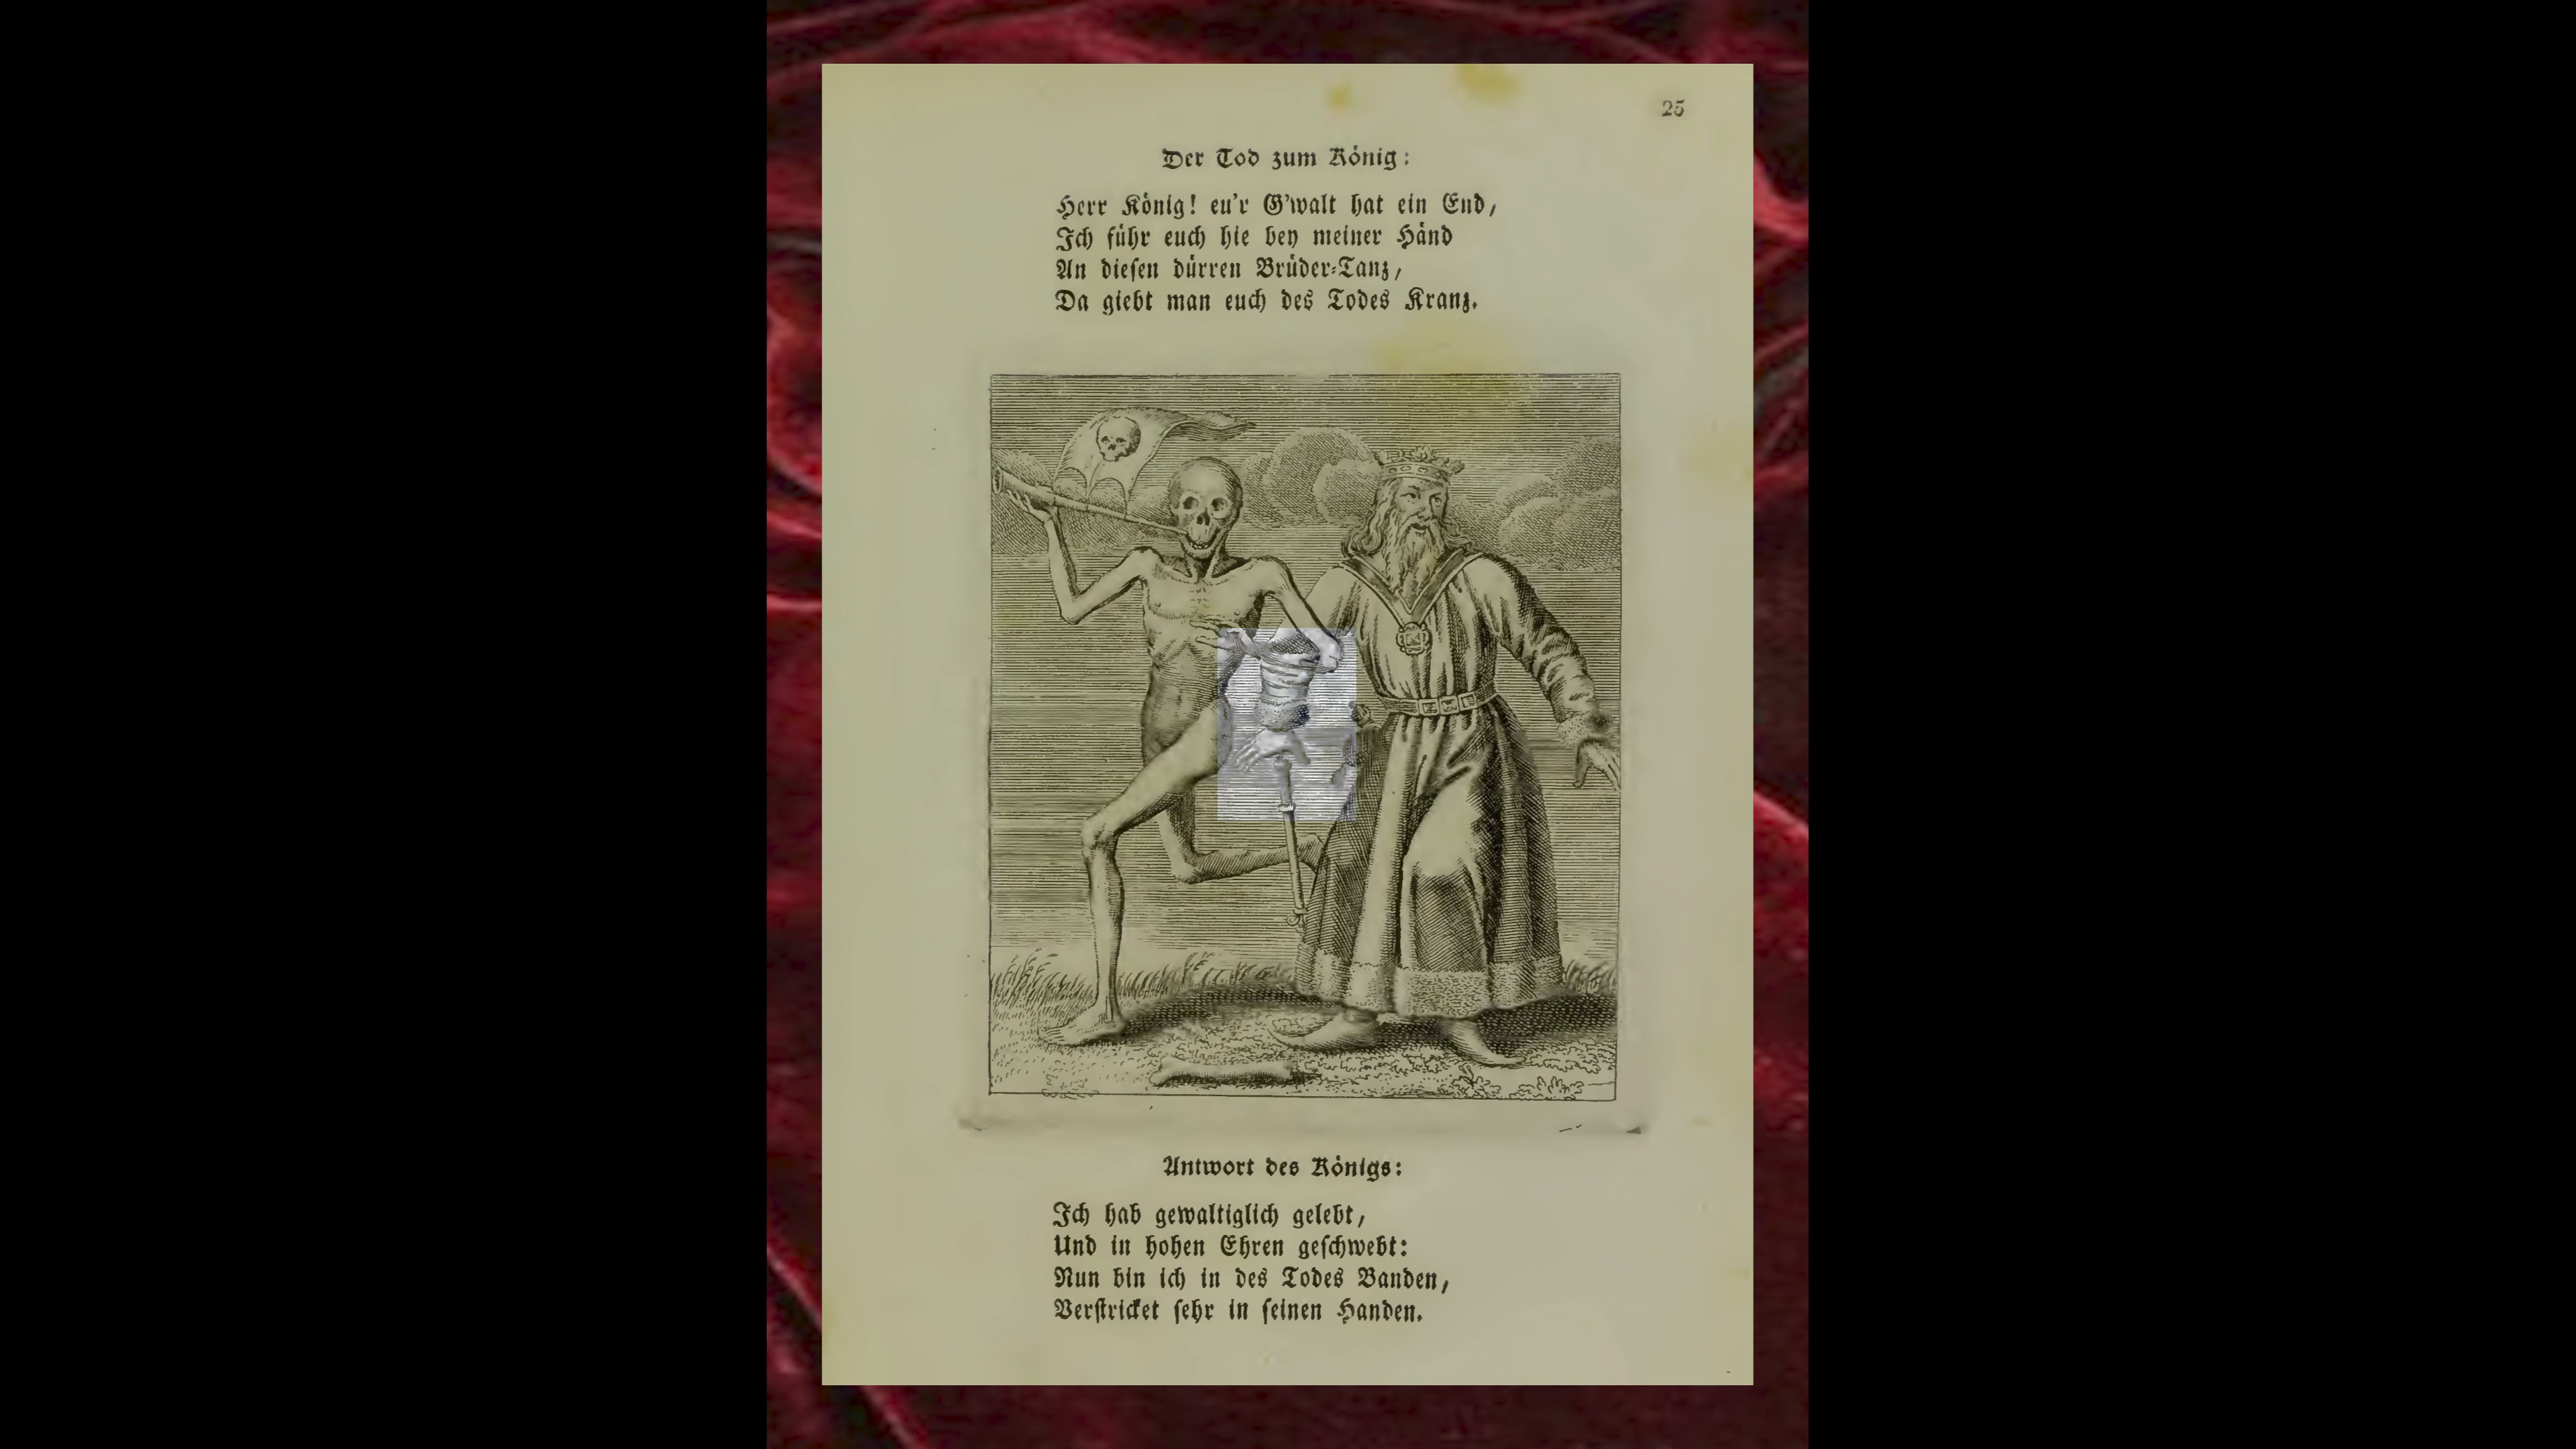 25
Der Tod zum König:
Herr König! eu'r G'walt hat ein End,
Ich führ euch hie bey meiner Händ
An diesen dürren Brüder-Tanz,
Da giebt man euch des Todes Kranz.
Antwort des Königs:
Ich hab gewaltiglich gelebt,
Und in hohen Ehren geschwebt:
Nun bin ich in des Todes Banden,
Verstricket sehr in seinen Handen.